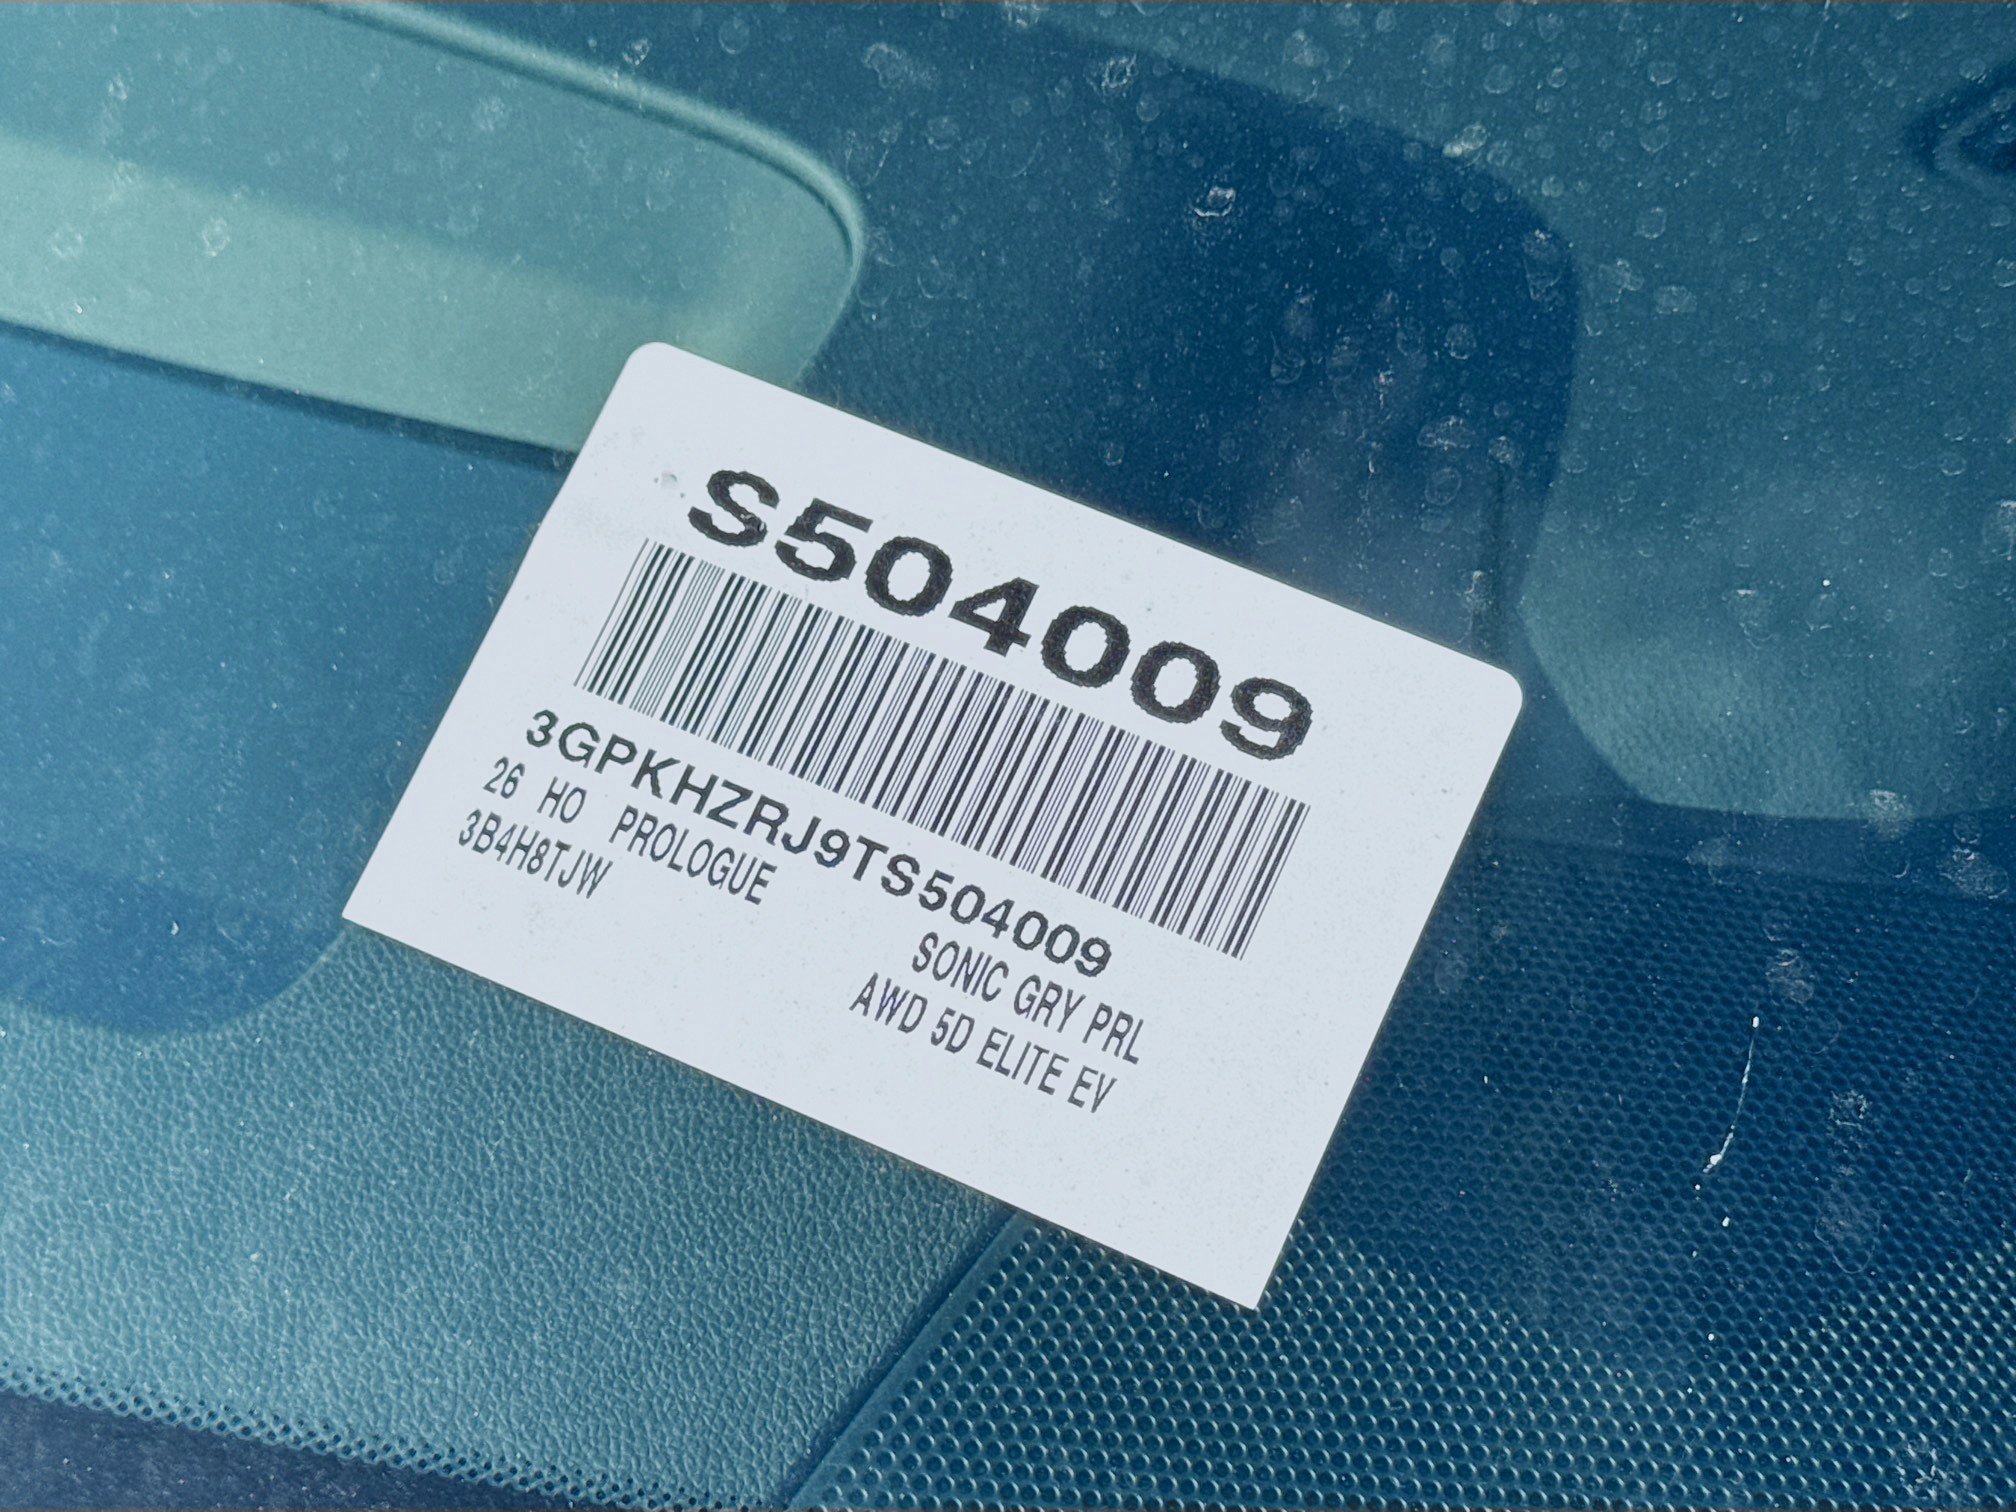 S504009
3GPKHZRJ9TS504009
26 HO PROLOGUE SONIC GRY PRL
3B4H8TJW AWD 5D ELITE EV